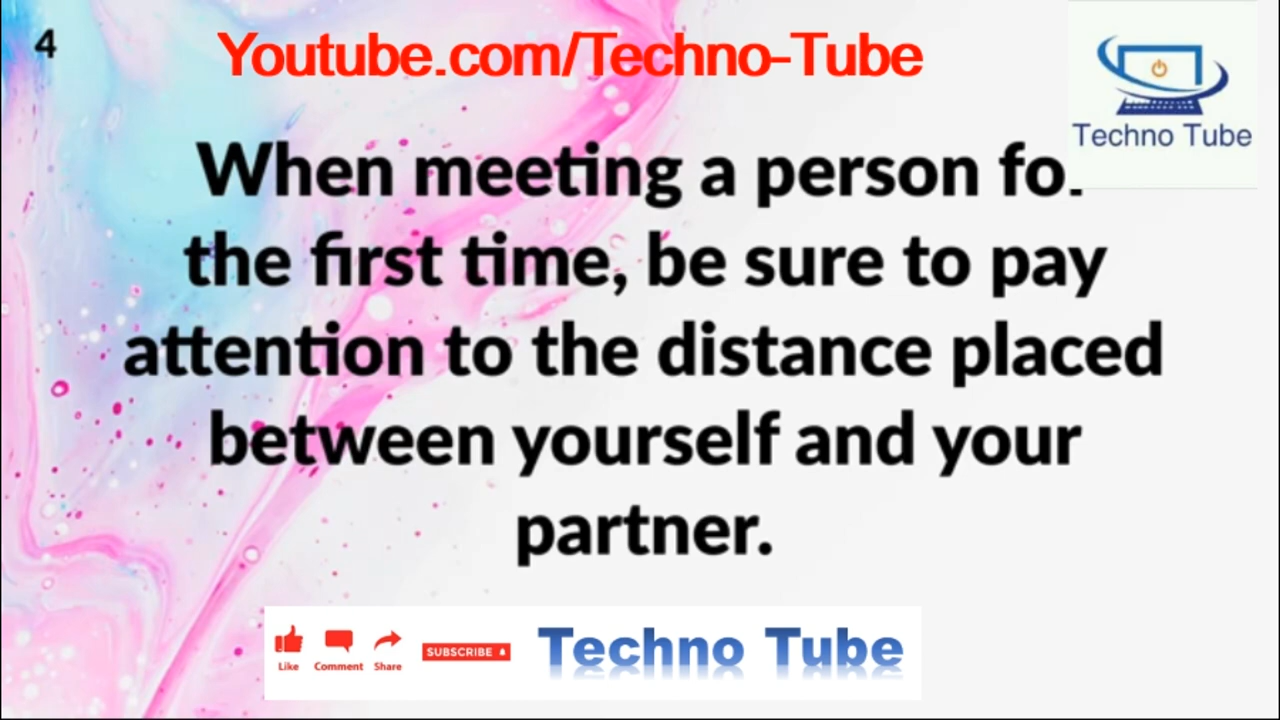 4
Youtube.com/Techno-Tube
Techno Tube
When meeting a person for
the first time, be sure to pay
attention to the distance placed
between yourself and your
partner.
Like Comment Share SUBSCRIBE Techno Tube